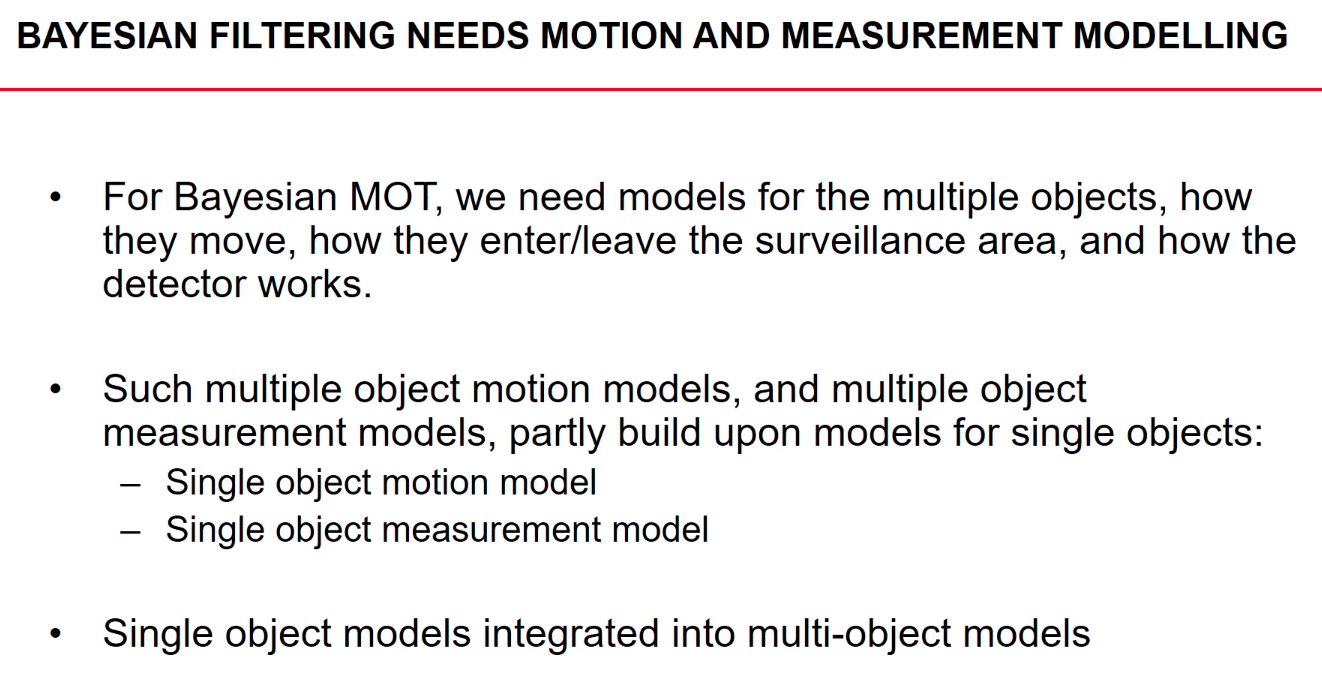 BAYESIAN FILTERING NEEDS MOTION AND MEASUREMENT MODELLING
• For Bayesian MOT, we need models for the multiple objects, how
they move, how they enter/leave the surveillance area, and how the
detector works.
• Such multiple object motion models, and multiple object
measurement models, partly build upon models for single objects:
– Single object motion model
– Single object measurement model
• Single object models integrated into multi-object models